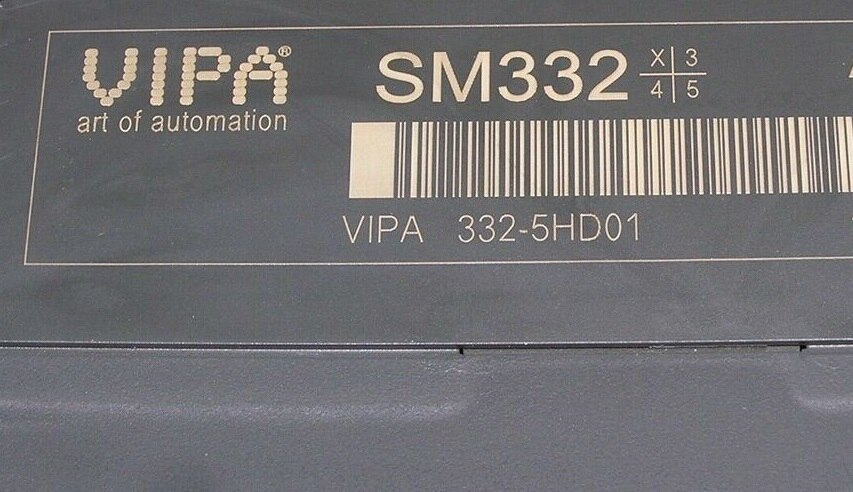 VIPA®
art of automation
SM332
X 3
4 5
VIPA 332-5HD01